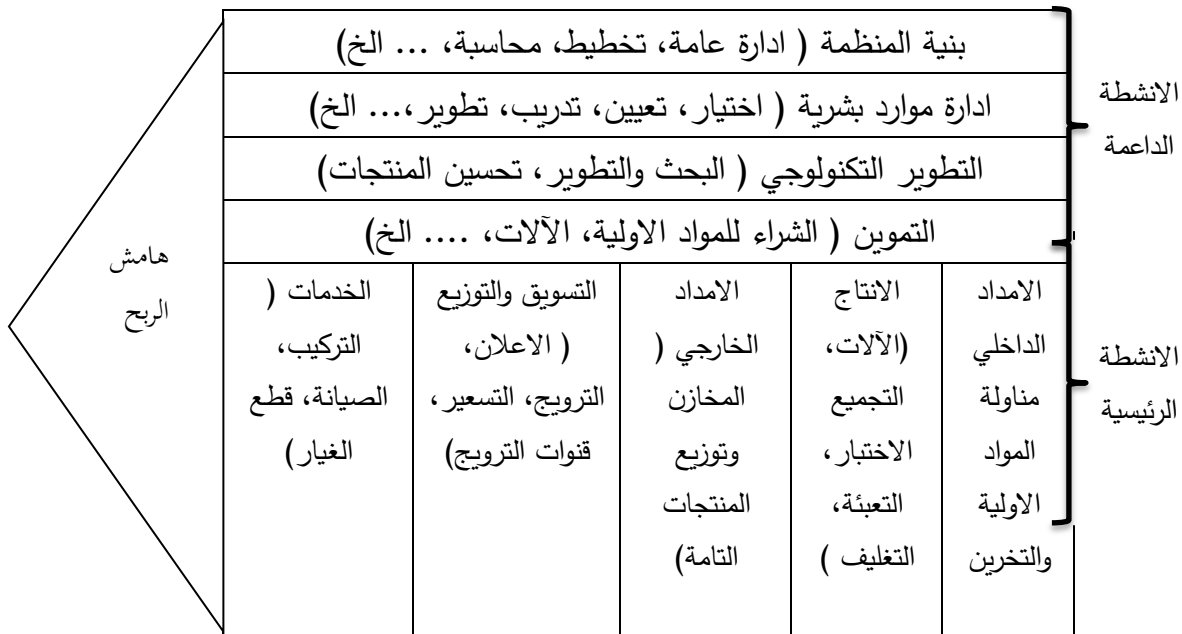 بنية المنظمة ( ادارة عامة، تخطيط، محاسبة، ... الخ)
ادارة موارد بشرية ( اختيار، تعيين، تدريب، تطوير،... الخ)
التطوير التكنولوجي ( البحث والتطوير، تحسين المنتجات)
التموين ( الشراء للمواد الاولية، الآلات، .... الخ)
الانشطة
الداعمة
الانشطة
الرئيسية
الامداد
الداخلي
مناولة
المواد
الاولية
والتخرين
الانتاج
(الآلات،
التجميع
الاختبار،
التعبئة،
التغليف )
الامداد
الخارجي (
المخازن
وتوزيع
المنتجات
التامة)
التسويق والتوزيع
( الاعلان،
الترويج، التسعير،
قنوات الترويج)
الخدمات (
التركيب،
الصيانة، قطع
الغيار)
هامش
الربح